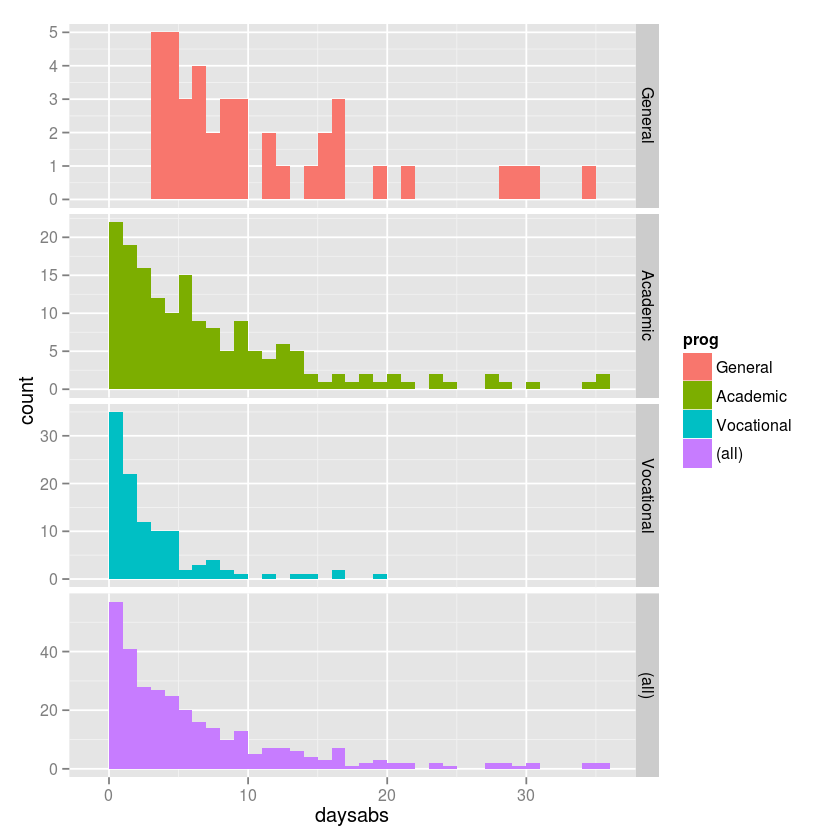 5
4
3
2
1
0
General
20
15
10
5
0
Academic
30
20
10
0
Vocational
40
20
0
(all)
0 10 20 30
daysabs
count
prog
General
Academic
Vocational
(all)